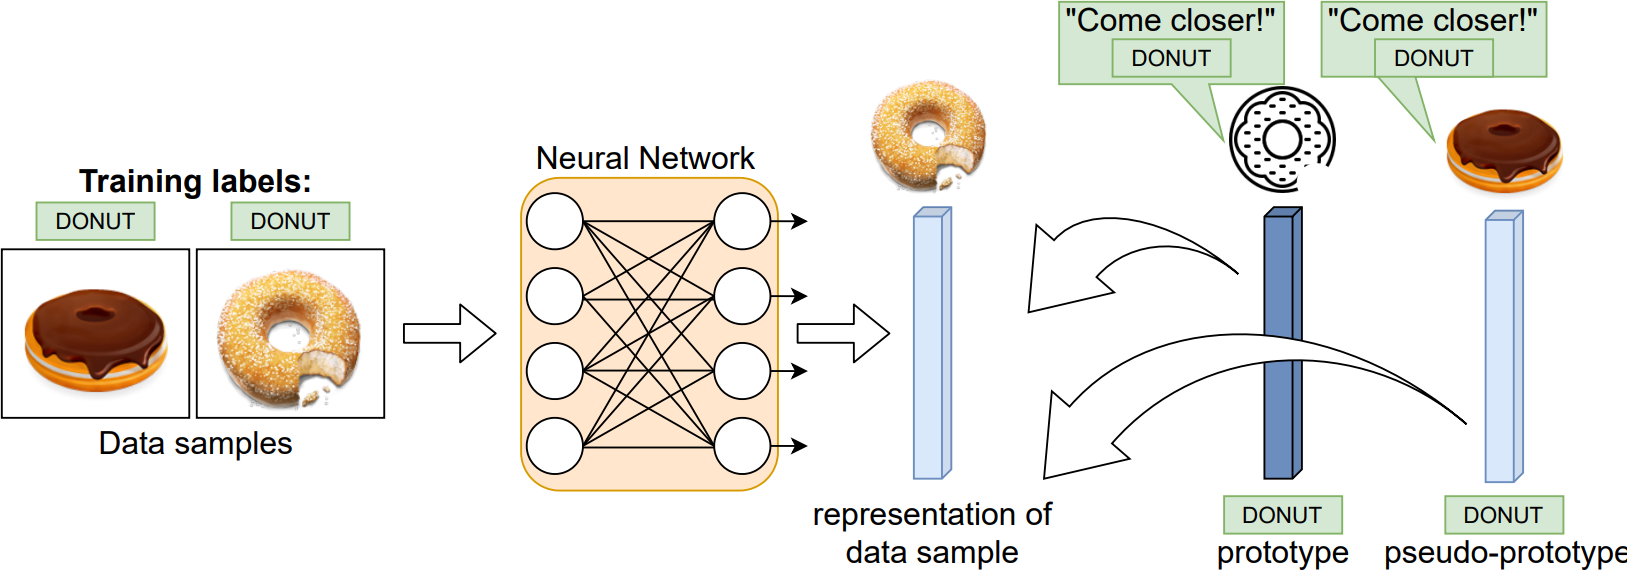 "Come closer!"
DONUT
"Come closer!"
DONUT
Training labels:
DONUT
DONUT
Data samples
Neural Network
representation of
data sample
DONUT
prototype
DONUT
pseudo-prototype